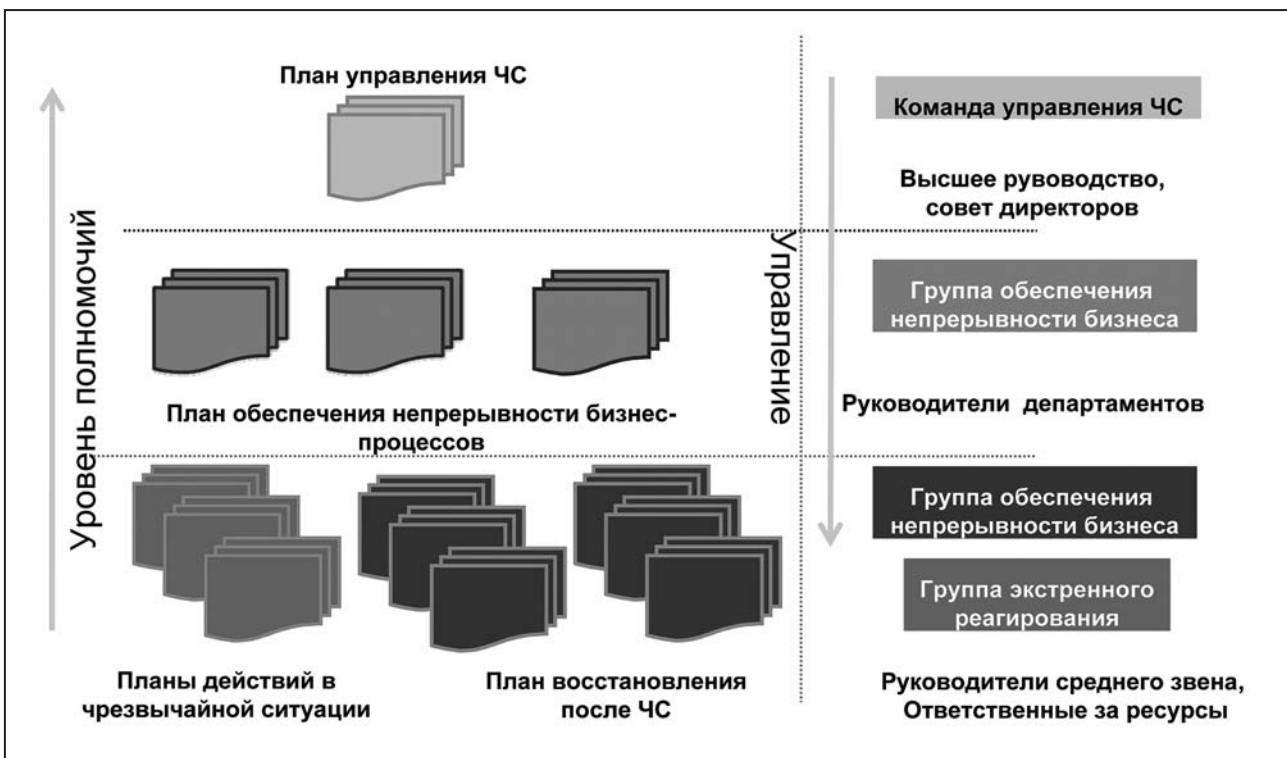 План управления ЧС
Команда управления ЧС
Высшее рувоводство,
совет директоров
Уровень полномочий
Управление
Группа обеспечения
непрерывности бизнеса
План обеспечения непрерывности бизнес-
процессов
Руководители департаментов
Группа обеспечения
непрерывности бизнеса
Группа экстренного
реагирования
Планы действий в
чрезвычайной ситуации
План восстановления
после ЧС
Руководители среднего звена,
Ответственные за ресурсы